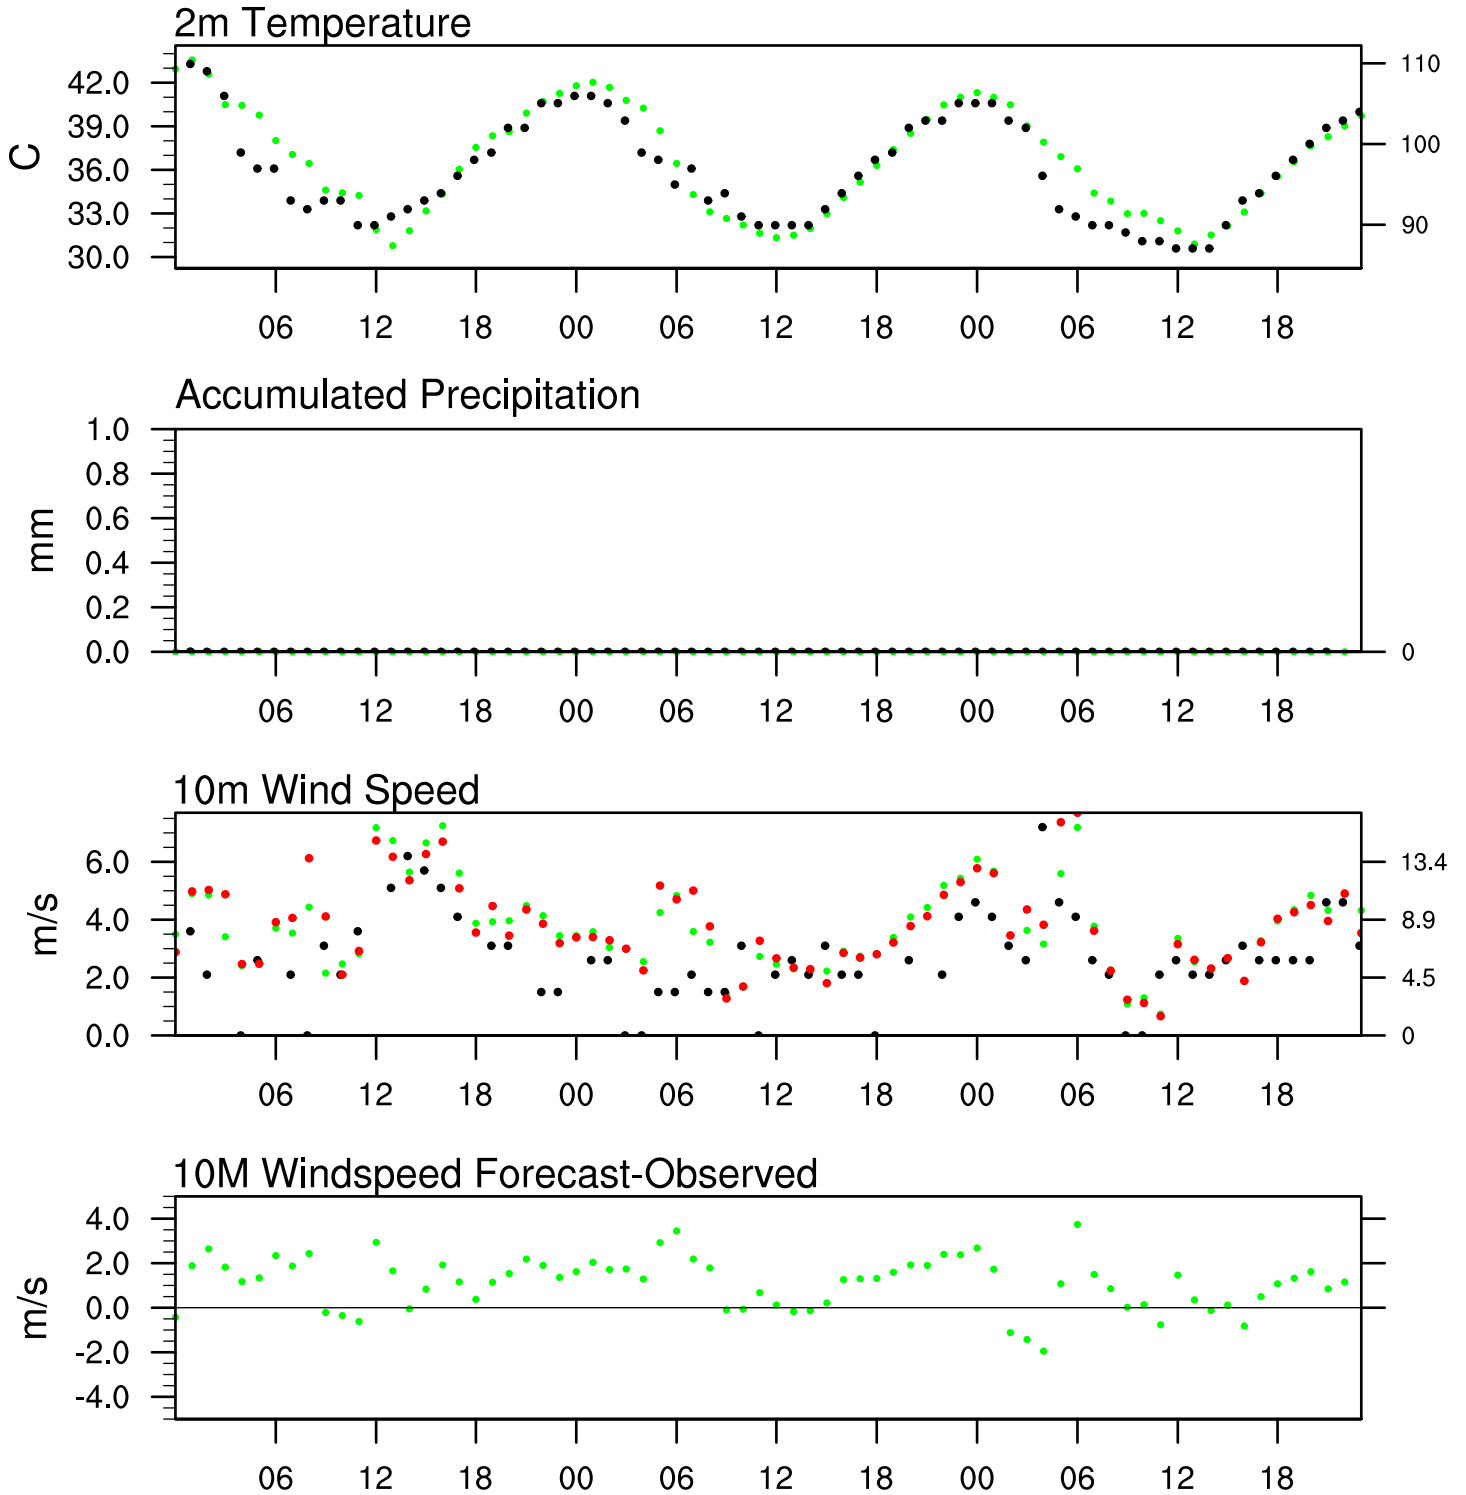 2m Temperature
42.0
39.0
36.0
33.0
30.0
C
110
100
90
06 12 18 00 06 12 18 00 06 12 18
Accumulated Precipitation
1.0
0.8
0.6
0.4
0.2
0.0
mm
0
06 12 18 00 06 12 18 00 06 12 18
10m Wind Speed
6.0
4.0
2.0
0.0
m/s
13.4
8.9
4.5
0
06 12 18 00 06 12 18 00 06 12 18
10M Windspeed Forecast-Observed
4.0
2.0
0.0
-2.0
-4.0
m/s
06 12 18 00 06 12 18 00 06 12 18